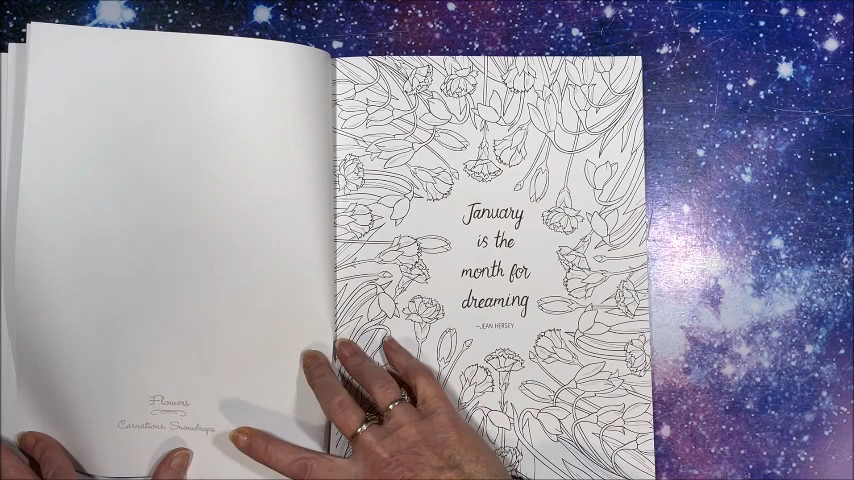 Flowers
Carnations, Snowdrops
January
is the
month for
dreaming
—JEAN HERSEY